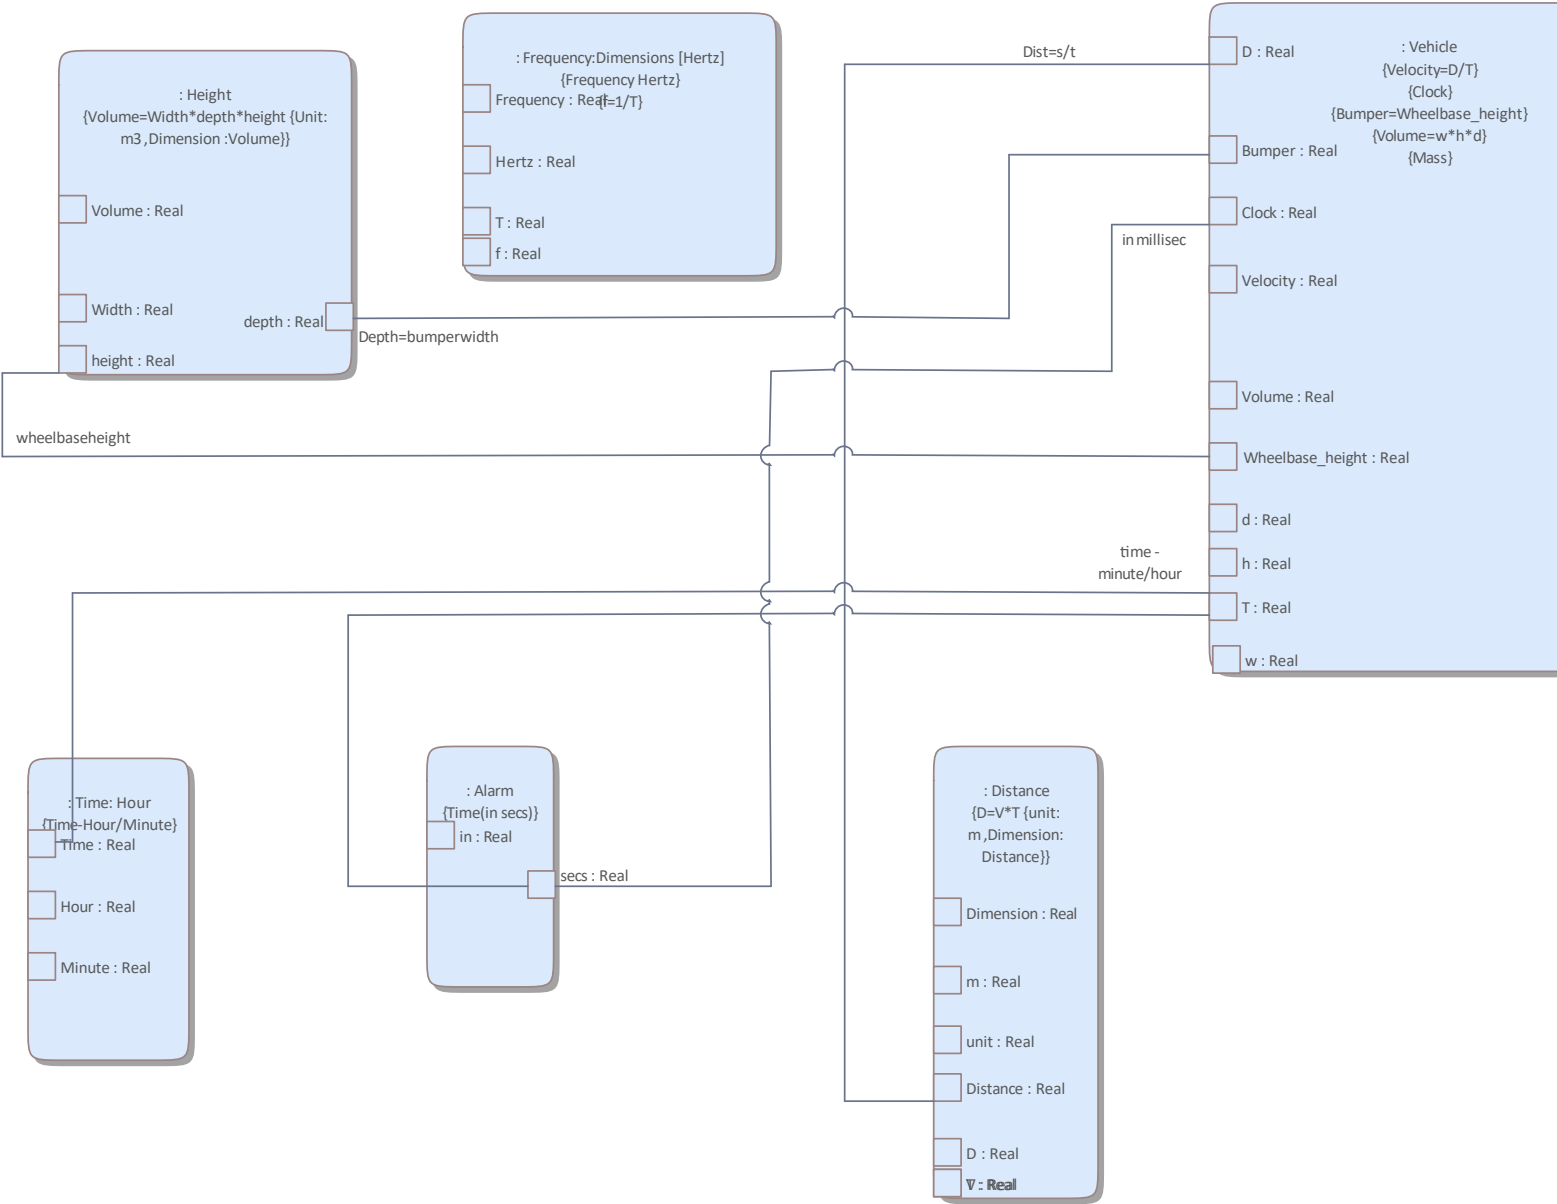 : Height
{Volume=Width*depth*height {Unit:
m3 ,Dimension :Volume}}
Volume : Real
Width : Real
depth : Real
height : Real
Depth=bumperwidth
wheelbaseheight
: Frequency:Dimensions [Hertz]
{Frequency Hertz}
{f=1/T}
Frequency : Real
Hertz : Real
T : Real
f : Real
Dist=s/t
in millisec
time -
minute/hour
: Vehicle
{Velocity=D/T}
{Clock}
{Bumper=Wheelbase_height}
{Volume=w*h*d}
{Mass}
D : Real
Bumper : Real
Clock : Real
Velocity : Real
Volume : Real
Wheelbase_height : Real
d : Real
h : Real
T : Real
w : Real
: Time: Hour
{Time-Hour/Minute}
Time : Real
Hour : Real
Minute : Real
: Alarm
{Time(in secs)}
in : Real
secs : Real
: Distance
{D=V*T {unit:
m ,Dimension:
Distance}}
Dimension : Real
m : Real
unit : Real
Distance : Real
D : Real
: Real